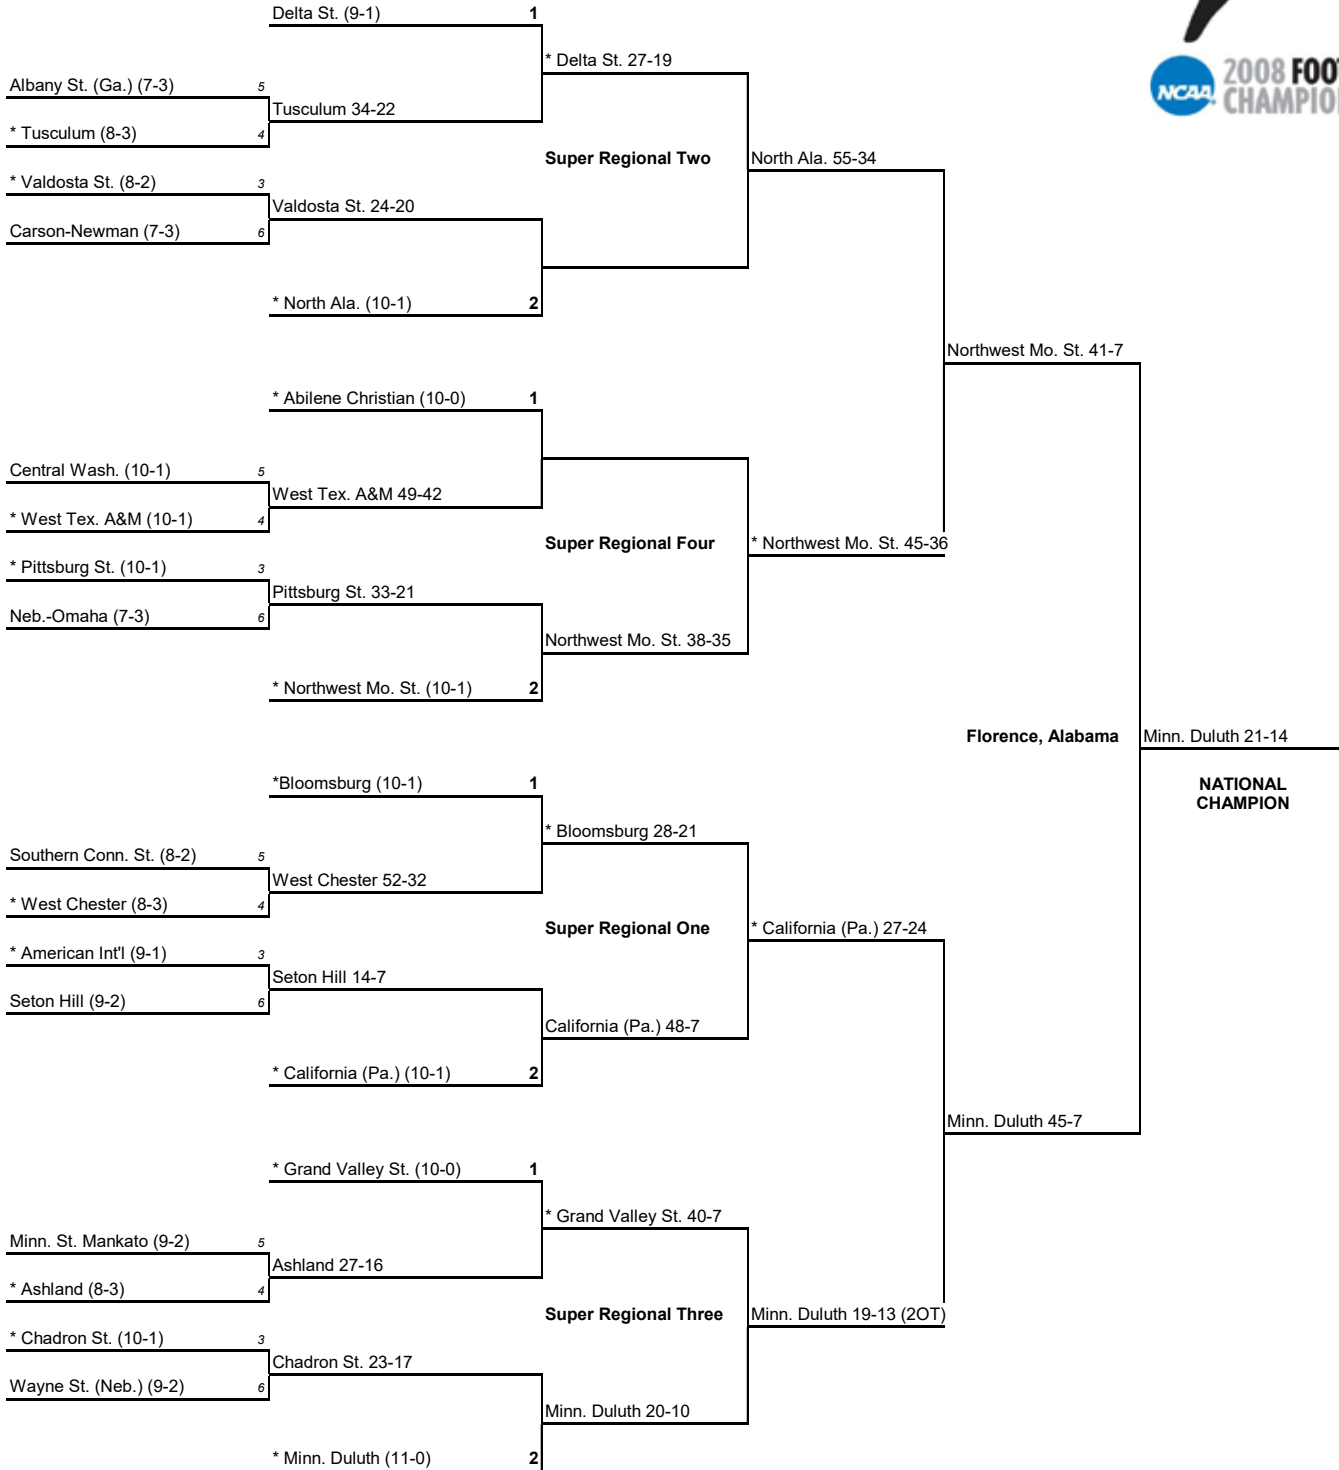 Delta St. (9-1) 1
* Delta St. 27-19
Albany St. (Ga.) (7-3) 5
Tusculum 34-22
* Tusculum (8-3) 4
Super Regional Two
North Ala. 55-34
* Valdosta St. (8-2) 3
Valdosta St. 24-20
Carson-Newman (7-3) 6
* North Ala. (10-1) 2
Northwest Mo. St. 41-7
* Abilene Christian (10-0) 1
Central Wash. (10-1) 5
West Tex. A&M 49-42
* West Tex. A&M (10-1) 4
Super Regional Four
* Northwest Mo. St. 45-36
* Pittsburg St. (10-1) 3
Pittsburg St. 33-21
Neb.-Omaha (7-3) 6
Northwest Mo. St. 38-35
* Northwest Mo. St. (10-1) 2
Florence, Alabama
Minn. Duluth 21-14
NATIONAL
CHAMPION
*Bloomsburg (10-1) 1
* Bloomsburg 28-21
Southern Conn. St. (8-2) 5
West Chester 52-32
* West Chester (8-3) 4
Super Regional One
* California (Pa.) 27-24
* American Int'l (9-1) 3
Seton Hill 14-7
Seton Hill (9-2) 6
California (Pa.) 48-7
* California (Pa.) (10-1) 2
Minn. Duluth 45-7
* Grand Valley St. (10-0) 1
* Grand Valley St. 40-7
Minn. St. Mankato (9-2) 5
Ashland 27-16
* Ashland (8-3) 4
Super Regional Three
Minn. Duluth 19-13 (2OT)
* Chadron St. (10-1) 3
Chadron St. 23-17
Wayne St. (Neb.) (9-2) 6
Minn. Duluth 20-10
* Minn. Duluth (11-0) 2
NCAA
2008